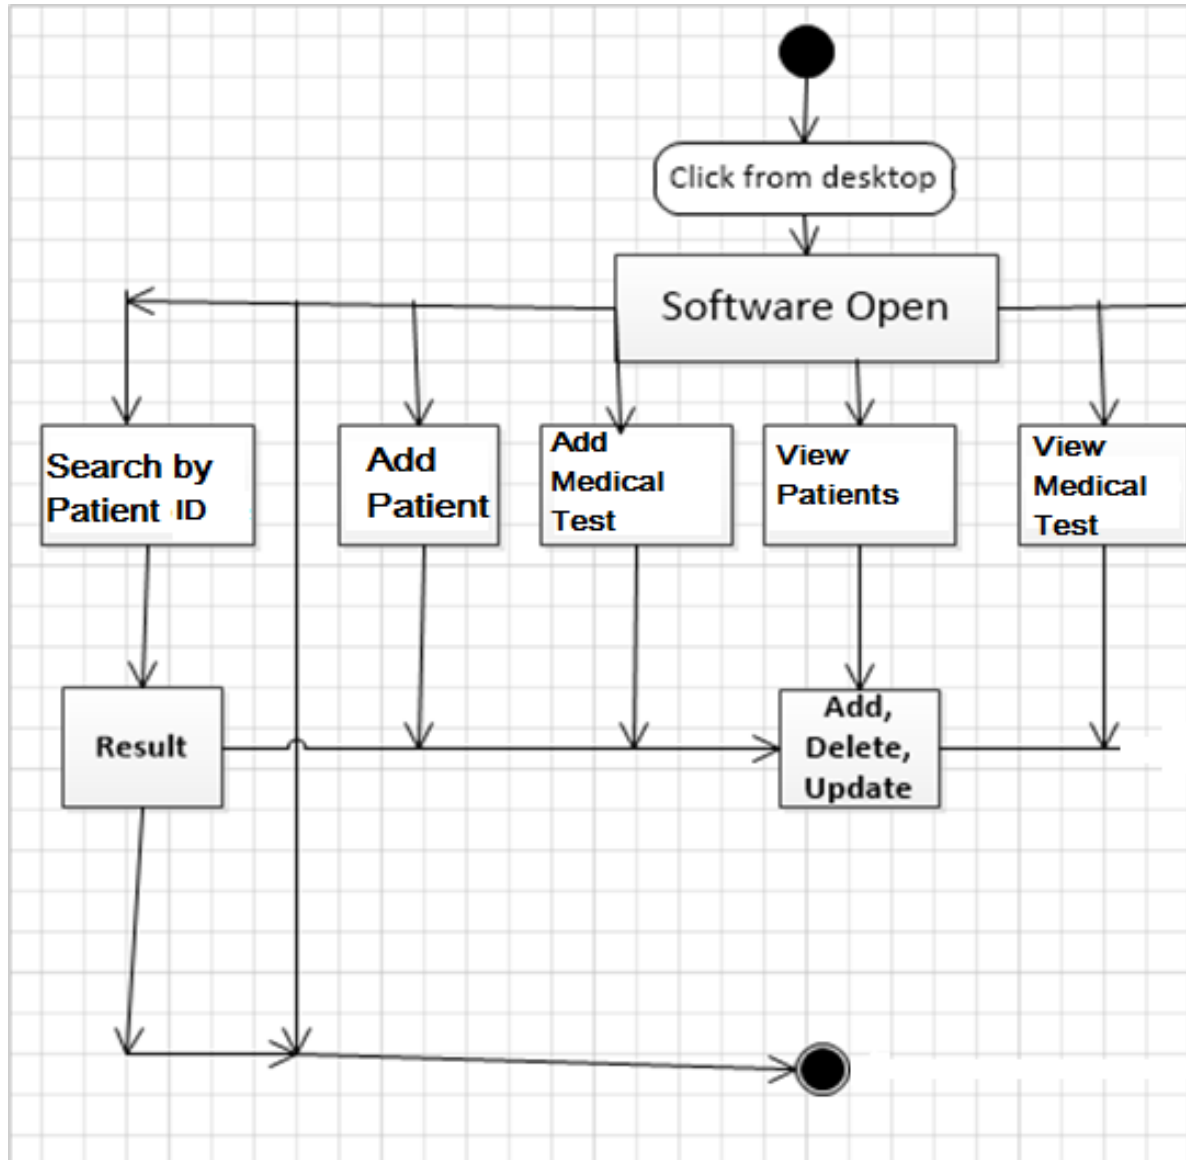 Click from desktop
Software Open
Search by
Patient ID
Add
Patient
Add
Medical
Test
View
Patients
View
Medical
Test
Result
Add,
Delete,
Update